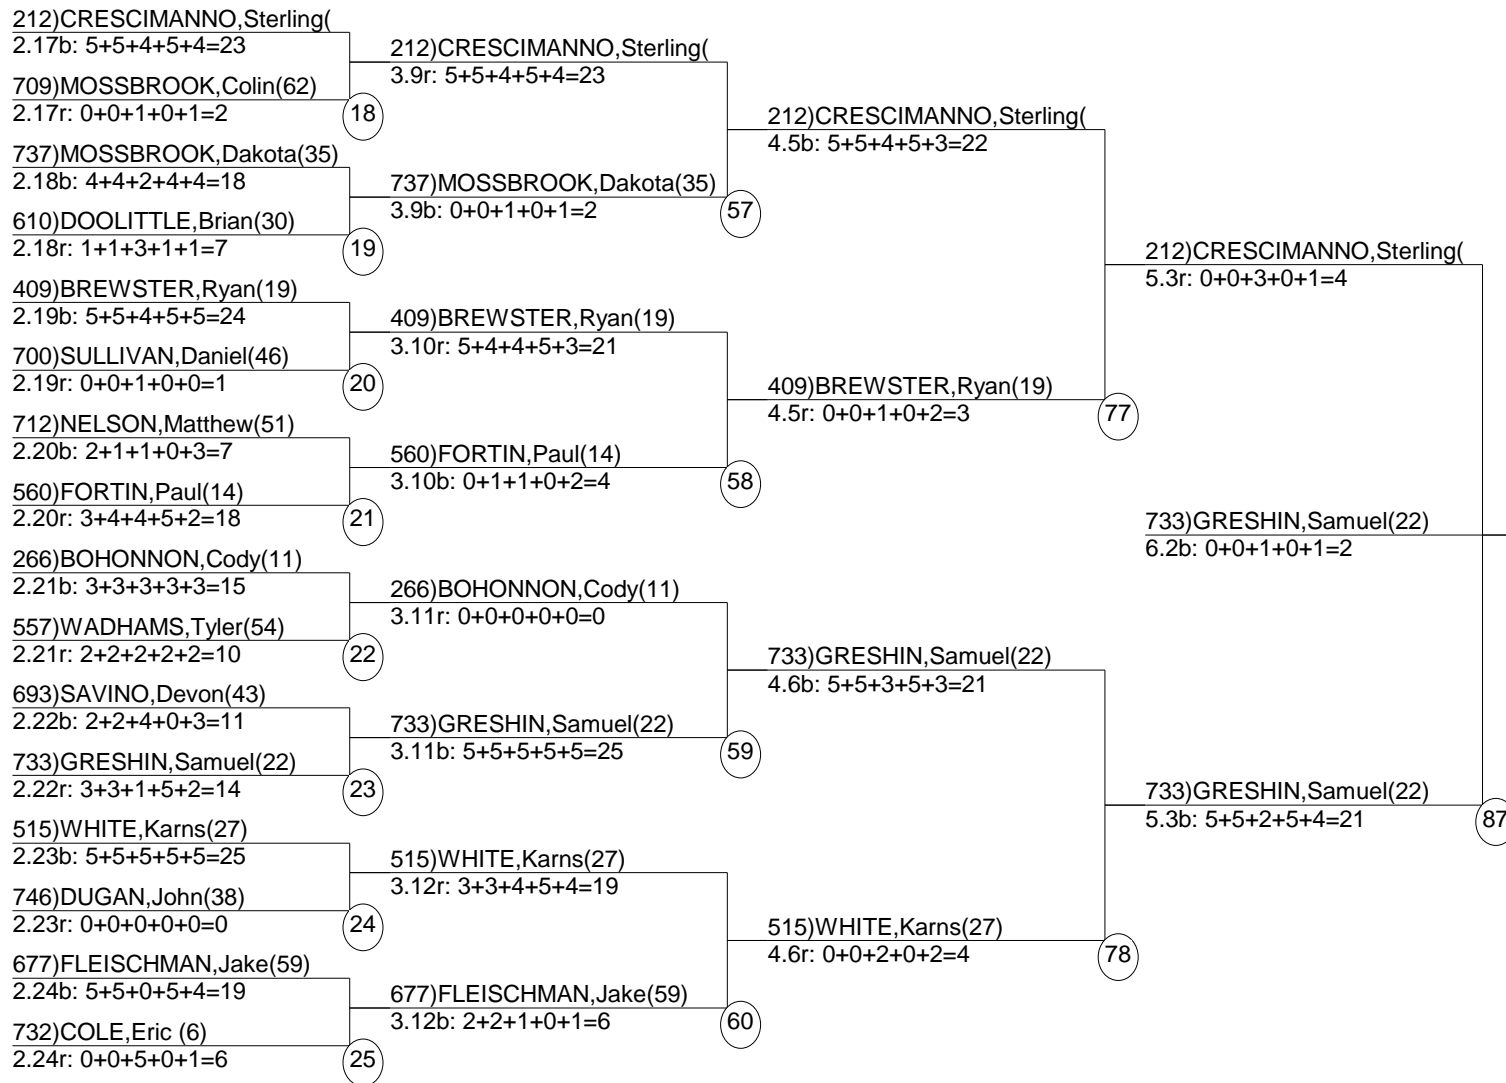 212)CRESCIMANNO,Sterling(
2.17b: 5+5+4+5+4=23
709)MOSSBROOK,Colin(62)
2.17r: 0+0+1+0+1=2
18
737)MOSSBROOK,Dakota(35)
2.18b: 4+4+2+4+4=18
610)DOOLITTLE,Brian(30)
2.18r: 1+1+3+1+1=7
19
409)BREWSTER,Ryan(19)
2.19b: 5+5+4+5+5=24
700)SULLIVAN,Daniel(46)
2.19r: 0+0+1+0+0=1
20
712)NELSON,Matthew(51)
2.20b: 2+1+1+0+3=7
560)FORTIN,Paul(14)
2.20r: 3+4+4+5+2=18
21
266)BOHONNON,Cody(11)
2.21b: 3+3+3+3+3=15
557)WADHAMS,Tyler(54)
2.21r: 2+2+2+2+2=10
22
693)SAVINO,Devon(43)
2.22b: 2+2+4+0+3=11
733)GRESHIN,Samuel(22)
2.22r: 3+3+1+5+2=14
23
515)WHITE,Karns(27)
2.23b: 5+5+5+5+5=25
746)DUGAN,John(38)
2.23r: 0+0+0+0+0=0
24
677)FLEISCHMAN,Jake(59)
2.24b: 5+5+0+5+4=19
732)COLE,Eric (6)
2.24r: 0+0+5+0+1=6
25
212)CRESCIMANNO,Sterling(
3.9r: 5+5+4+5+4=23
737)MOSSBROOK,Dakota(35)
3.9b: 0+0+1+0+1=2
57
409)BREWSTER,Ryan(19)
3.10r: 5+4+4+5+3=21
560)FORTIN,Paul(14)
3.10b: 0+1+1+0+2=4
58
266)BOHONNON,Cody(11)
3.11r: 0+0+0+0+0=0
733)GRESHIN,Samuel(22)
3.11b: 5+5+5+5+5=25
59
515)WHITE,Karns(27)
3.12r: 3+3+4+5+4=19
677)FLEISCHMAN,Jake(59)
3.12b: 2+2+1+0+1=6
60
212)CRESCIMANNO,Sterling(
4.5b: 5+5+4+5+3=22
409)BREWSTER,Ryan(19)
4.5r: 0+0+1+0+2=3
77
733)GRESHIN,Samuel(22)
4.6b: 5+5+3+5+3=21
515)WHITE,Karns(27)
4.6r: 0+0+2+0+2=4
78
212)CRESCIMANNO,Sterling(
5.3r: 0+0+3+0+1=4
733)GRESHIN,Samuel(22)
6.2b: 0+0+1+0+1=2
733)GRESHIN,Samuel(22)
5.3b: 5+5+2+5+4=21
87